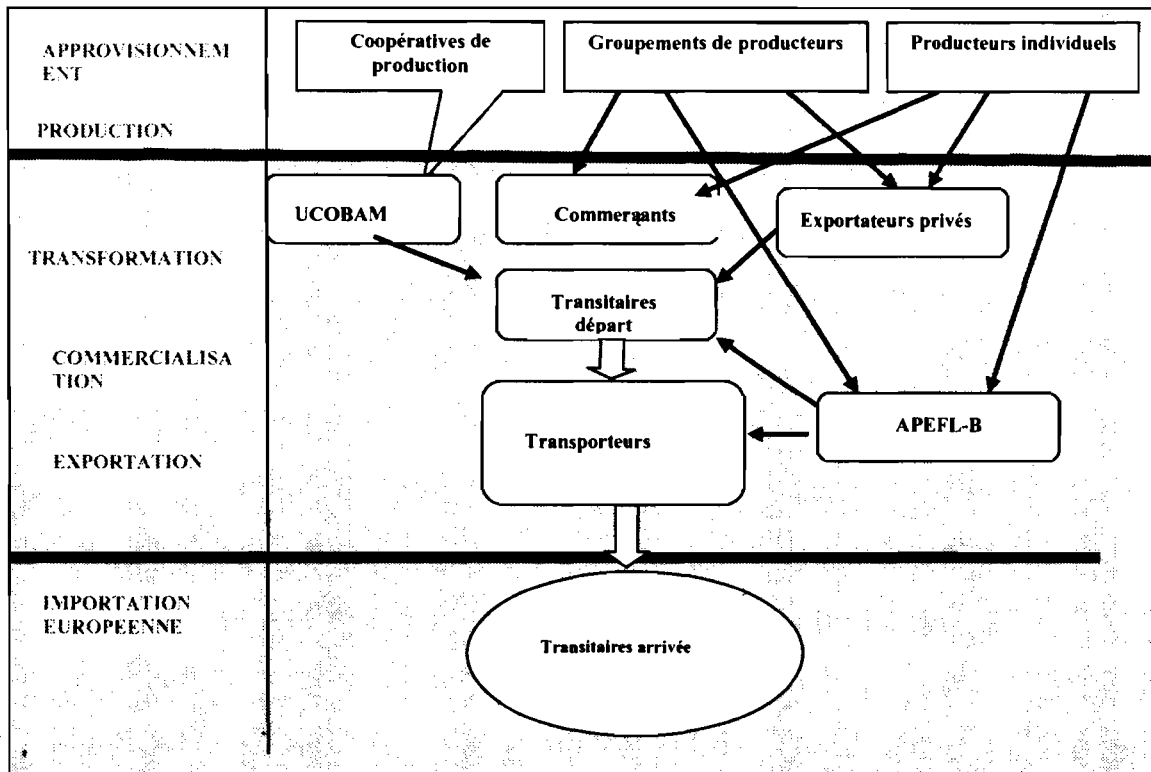 APPROVISIONNEM
ENT
PRODUCTION
Coopératives de
production
Groupements de producteurs
Producteurs individuels
TRANSFORMATION
COMMERCIALISA
TION
EXPORTATION
UCOBAM
Commerçants
Exportateurs privés
Transitaires
départ
Transporteurs
APEFL-B
IMPORTATION
EUROPEENNE
Transitaires arrivée